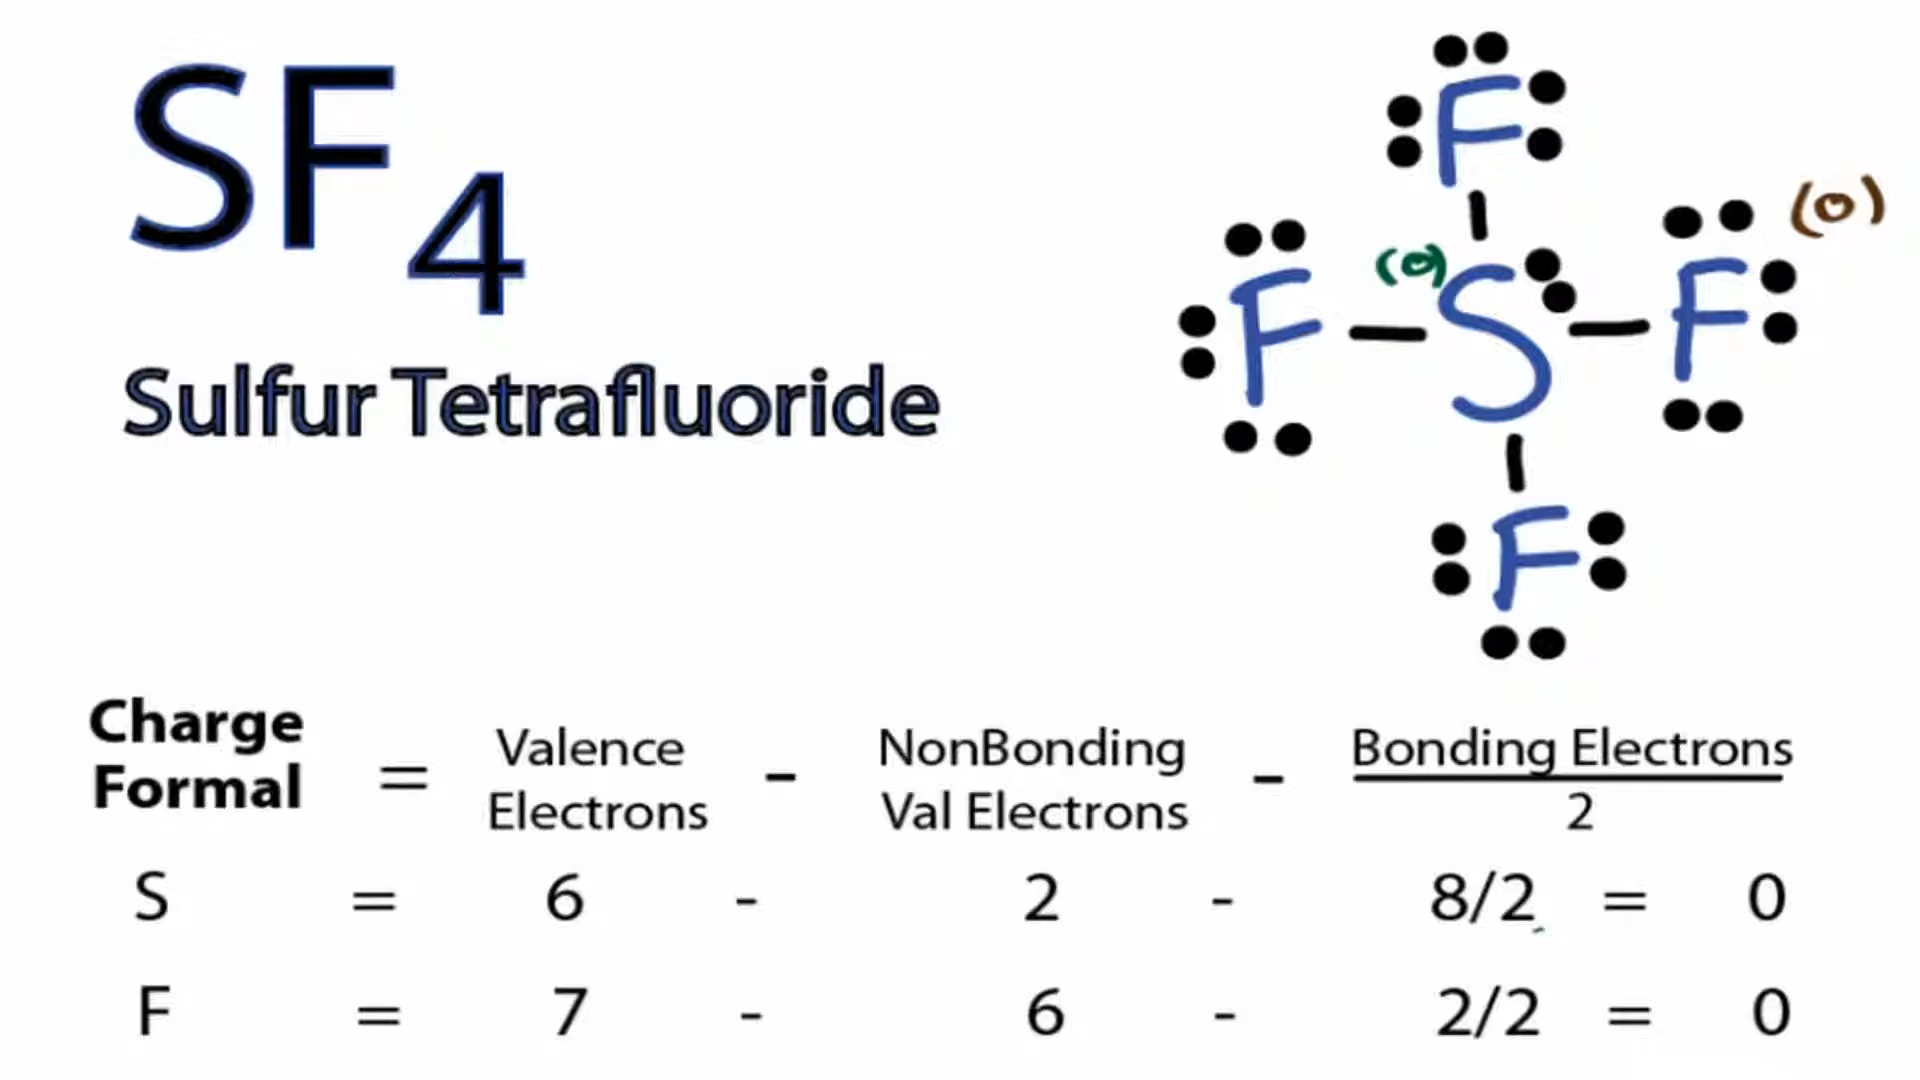 SF4
Sulfur Tetrafluoride
F
F — S — F
(0) (0)
F
Charge Formal = Valence Electrons - NonBonding Val Electrons - Bonding Electrons / 2
S = 6 - 2 - 8/2 = 0
F = 7 - 6 - 2/2 = 0